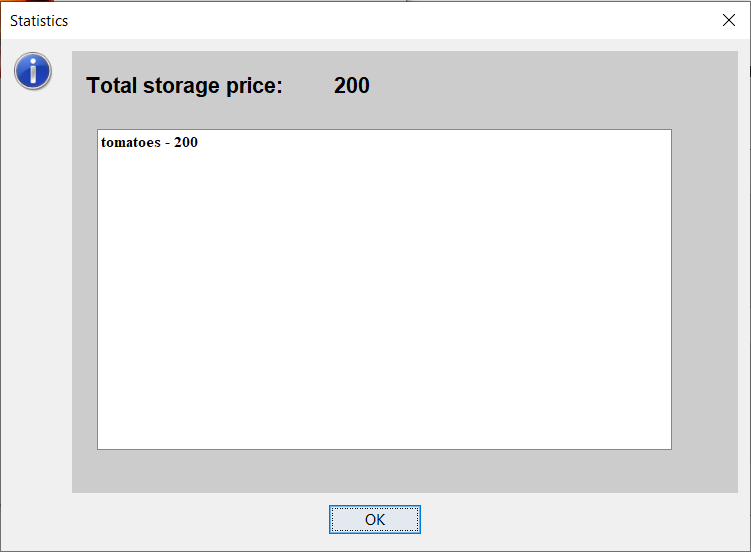 Statistics
Total storage price: 200
tomatoes - 200
OK